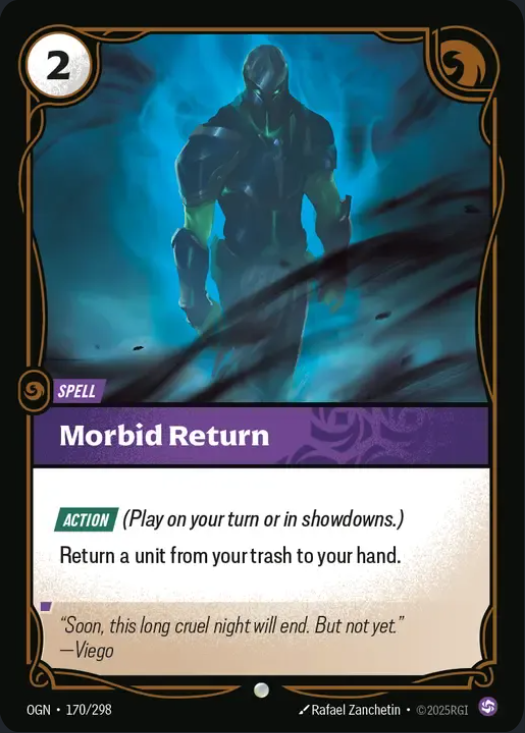 2
SPELL
Morbid Return
ACTION (Play on your turn or in showdowns.)
Return a unit from your trash to your hand.
“Soon, this long cruel night will end. But not yet.”
—Viego
OGN • 170/298
Rafael Zanchetin • ©2025RGI